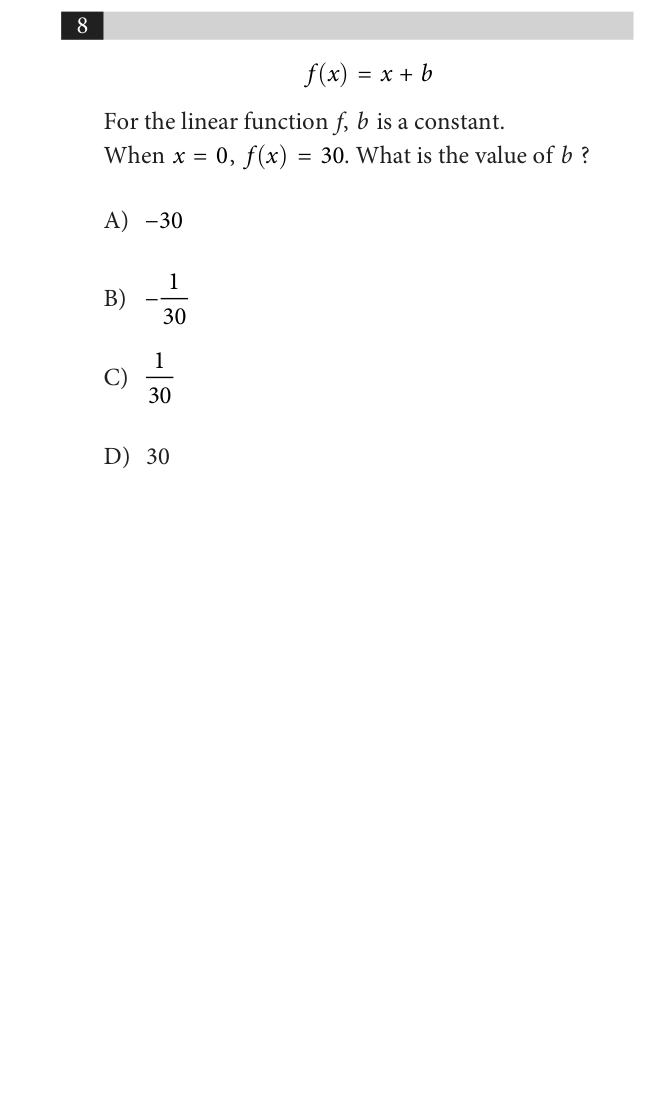 8
f(x) = x + b
For the linear function f, b is a constant.
When x = 0, f(x) = 30. What is the value of b ?
A) −30
B) −1/30
C) 1/30
D) 30